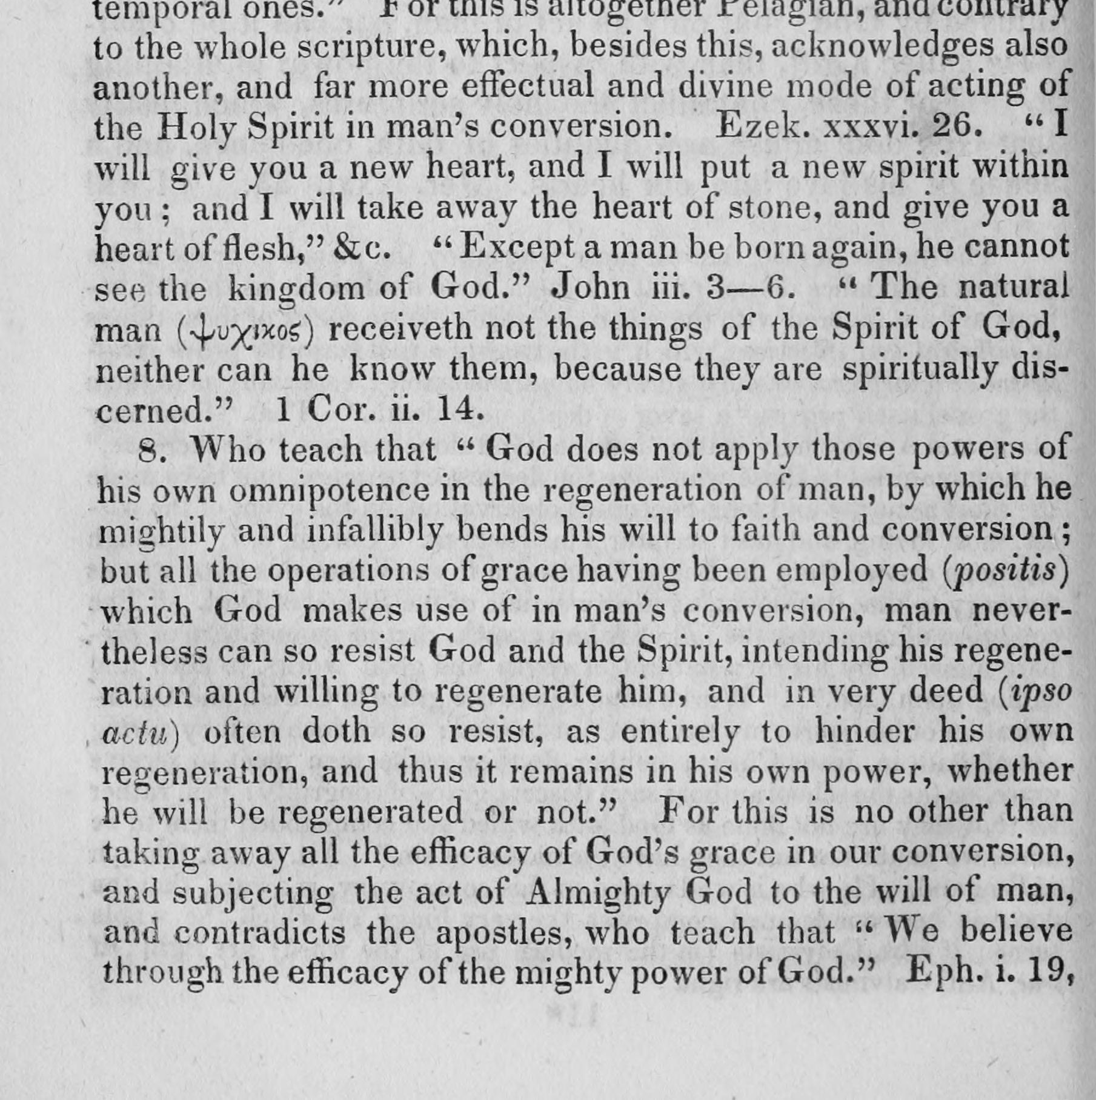 temporal ones." For this is altogether Pelagian, and contrary
to the whole scripture, which, besides this, acknowledges also
another, and far more effectual and divine mode of acting of
the Holy Spirit in man's conversion. Ezek. xxxvi. 26. "I
will give you a new heart, and I will put a new spirit within
you; and I will take away the heart of stone, and give you a
heart of flesh," &c. "Except a man be born again, he cannot
see the kingdom of God." John iii. 3—6. "The natural
man (ψυχικος) receiveth not the things of the Spirit of God,
neither can he know them, because they are spiritually dis-
cerned." 1 Cor. ii. 14.
8. Who teach that "God does not apply those powers of
his own omnipotence in the regeneration of man, by which he
mightily and infallibly bends his will to faith and conversion;
but all the operations of grace having been employed (positis)
which God makes use of in man's conversion, man never-
theless can so resist God and the Spirit, intending his regene-
ration and willing to regenerate him, and in very deed (ipso
actu) often doth so resist, as entirely to hinder his own
regeneration, and thus it remains in his own power, whether
he will be regenerated or not." For this is no other than
taking away all the efficacy of God's grace in our conversion,
and subjecting the act of Almighty God to the will of man,
and contradicts the apostles, who teach that "We believe
through the efficacy of the mighty power of God." Eph. i. 19,